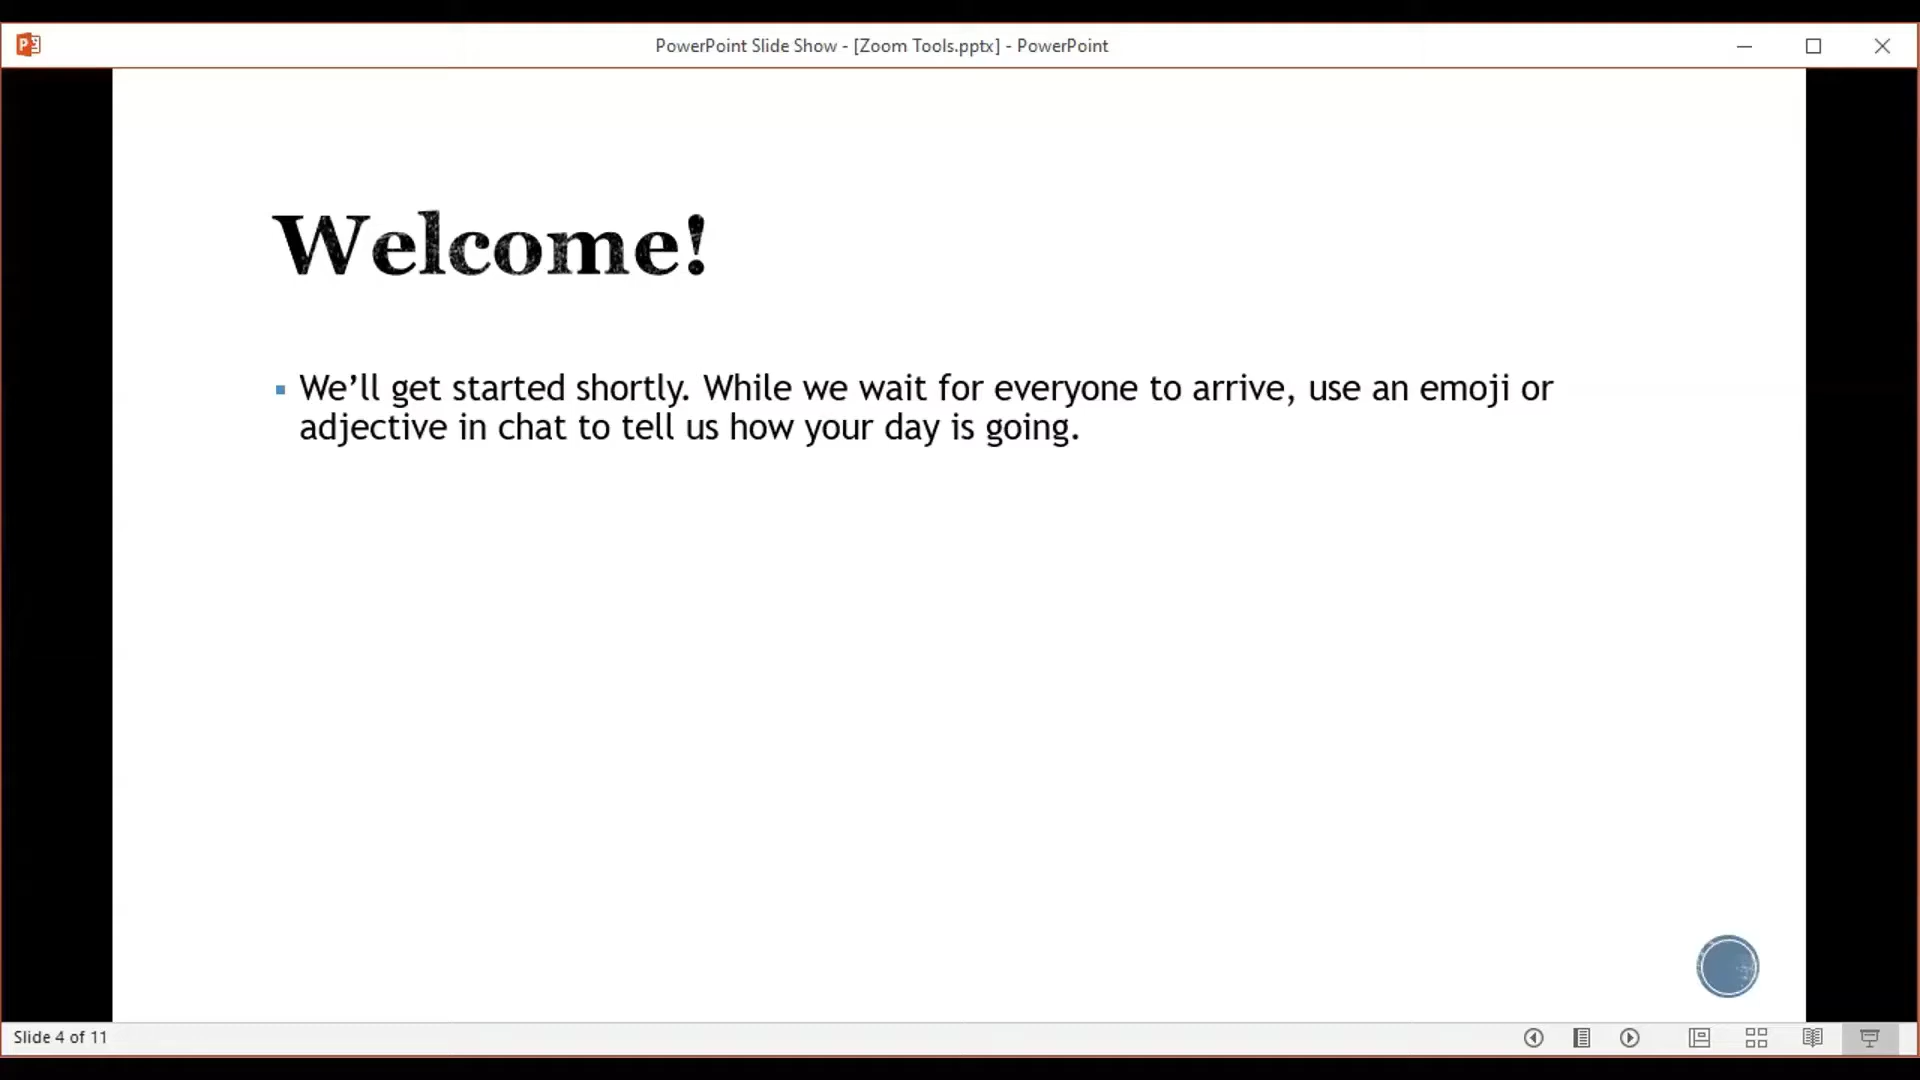 PowerPoint Slide Show - [Zoom Tools.pptx] - PowerPoint
Welcome!
We’ll get started shortly. While we wait for everyone to arrive, use an emoji or
adjective in chat to tell us how your day is going.
Slide 4 of 11